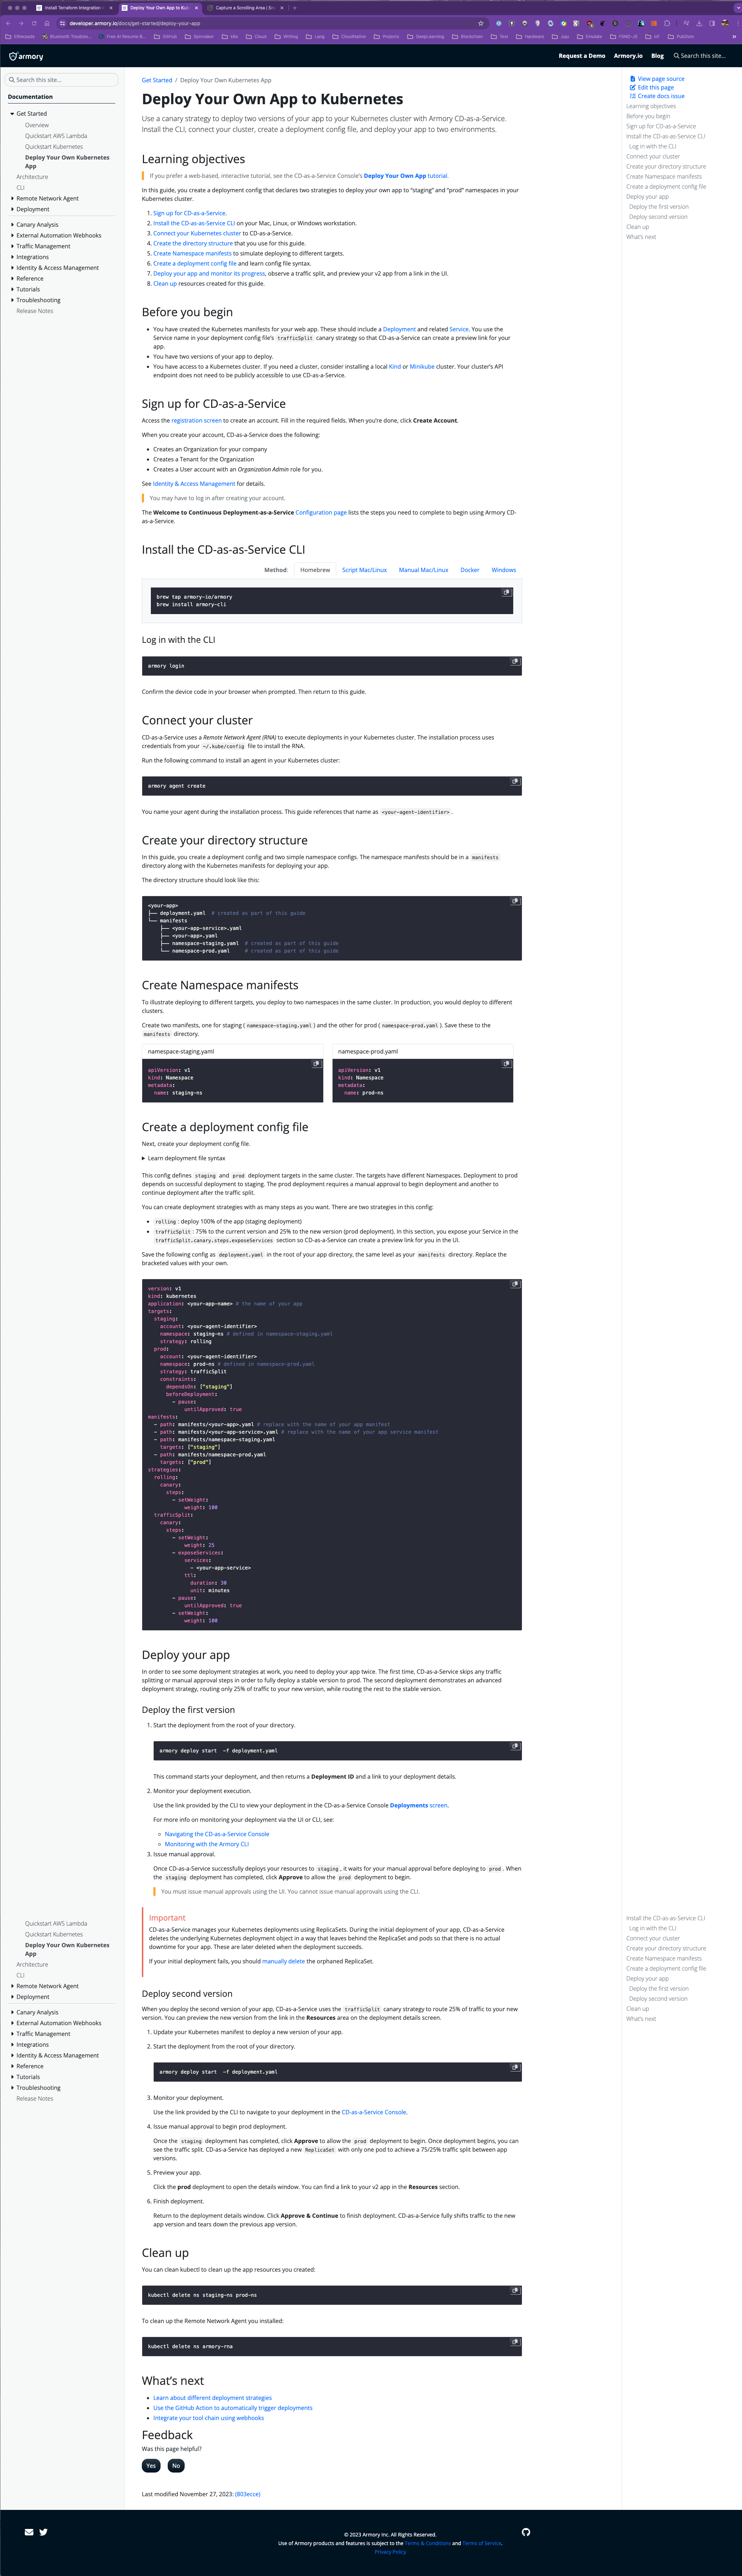 Install Terraform Integration
Deploy Your Own App to Kub
Capture a Scrolling Area | Sn
developer.armory.io/docs/get-started/deploy-your-app
armory
Request a Demo
Armory.io
Blog
Search this site…
Search this site…
Documentation
Get Started
Overview
Quickstart AWS Lambda
Quickstart Kubernetes
Deploy Your Own Kubernetes
App
Architecture
CLI
Remote Network Agent
Deployment
Canary Analysis
External Automation Webhooks
Traffic Management
Integrations
Identity & Access Management
Reference
Tutorials
Troubleshooting
Release Notes
Get Started / Deploy Your Own Kubernetes App
Deploy Your Own App to Kubernetes
Use a canary strategy to deploy two versions of your app to your Kubernetes cluster with Armory CD-as-a-Service.
Install the CLI, connect your cluster, create a deployment config file, and deploy your app to two environments.
Learning objectives
If you prefer a web-based, interactive tutorial, see the CD-as-a-Service Console's Deploy Your Own App tutorial.
In this guide, you create a deployment config that declares two strategies to deploy your own app to "staging" and "prod" namespaces in your
Kubernetes cluster.
1. Sign up for CD-as-a-Service.
2. Install the CD-as-as-Service CLI on your Mac, Linux, or Windows workstation.
3. Connect your Kubernetes cluster to CD-as-a-Service.
4. Create the directory structure that you use for this guide.
5. Create Namespace manifests to simulate deploying to different targets.
6. Create a deployment config file and learn config file syntax.
7. Deploy your app and monitor its progress, observe a traffic split, and preview your v2 app from a link in the UI.
8. Clean up resources created for this guide.
Before you begin
You have created the Kubernetes manifests for your web app. These should include a Deployment and related Service. You use the
Service name in your deployment config file's trafficSplit canary strategy so that CD-as-a-Service can create a preview link for your
app.
You have two versions of your app to deploy.
You have access to a Kubernetes cluster. If you need a cluster, consider installing a local Kind or Minikube cluster. Your cluster's API
endpoint does not need to be publicly accessible to use CD-as-a-Service.
Sign up for CD-as-a-Service
Access the registration screen to create an account. Fill in the required fields. When you're done, click Create Account.
When you create your account, CD-as-a-Service does the following:
Creates an Organization for your company
Creates a Tenant for the Organization
Creates a User account with an Organization Admin role for you.
See Identity & Access Management for details.
You may have to log in after creating your account.
The Welcome to Continuous Deployment-as-a-Service Configuration page lists the steps you need to complete to begin using Armory CD-
as-a-Service.
Install the CD-as-as-Service CLI
Method: Homebrew Script Mac/Linux Manual Mac/Linux Docker Windows
brew tap armory-io/armory
brew install armory-cli
Log in with the CLI
armory login
Confirm the device code in your browser when prompted. Then return to this guide.
Connect your cluster
CD-as-a-Service uses a Remote Network Agent (RNA) to execute deployments in your Kubernetes cluster. The installation process uses
credentials from your ~/.kube/config file to install the RNA.
Run the following command to install an agent in your Kubernetes cluster:
armory agent create
You name your agent during the installation process. This guide references that name as <your-agent-identifier>.
Create your directory structure
In this guide, you create a deployment config and two simple namespace configs. The namespace manifests should be in a manifests
directory along with the Kubernetes manifests for deploying your app.
The directory structure should look like this:
<your-app>
├── deployment.yaml # created as part of this guide
└── manifests
├── <your-app-service>.yaml
├── <your-app>.yaml
├── namespace-staging.yaml # created as part of this guide
└── namespace-prod.yaml # created as part of this guide
Create Namespace manifests
To illustrate deploying to different targets, you deploy to two namespaces in the same cluster. In production, you would deploy to different
clusters.
Create two manifests, one for staging (namespace-staging.yaml) and the other for prod (namespace-prod.yaml). Save these to the
manifests directory.
namespace-staging.yaml
apiVersion: v1
kind: Namespace
metadata:
name: staging-ns
namespace-prod.yaml
apiVersion: v1
kind: Namespace
metadata:
name: prod-ns
Create a deployment config file
Next, create your deployment config file.
Learn deployment file syntax
This config defines staging and prod deployment targets in the same cluster. The targets have different Namespaces. Deployment to prod
depends on successful deployment to staging. The prod deployment requires a manual approval to begin deployment and another to
continue deployment after the traffic split.
You can create deployment strategies with as many steps as you want. There are two strategies in this config:
rolling: deploy 100% of the app (staging deployment)
trafficSplit: 75% to the current version and 25% to the new version (prod deployment). In this section, you expose your Service in the
trafficSplit.canary.steps.exposeServices section so CD-as-a-Service can create a preview link for you in the UI.
Save the following config as deployment.yaml in the root of your app directory, the same level as your manifests directory. Replace the
bracketed values with your own.
version: v1
kind: kubernetes
application: <your-app-name> # the name of your app
targets:
staging:
account: <your-agent-identifier>
namespace: staging-ns # defined in namespace-staging.yaml
strategy: rolling
prod:
account: <your-agent-identifier>
namespace: prod-ns # defined in namespace-prod.yaml
strategy: trafficSplit
constraints:
dependsOn: ["staging"]
beforeDeployment:
- pause:
untilApproved: true
manifests:
- path: manifests/<your-app>.yaml # replace with the name of your app manifest
- path: manifests/<your-app-service>.yaml # replace with the name of your app service manifest
- path: manifests/namespace-staging.yaml
targets: ["staging"]
- path: manifests/namespace-prod.yaml
targets: ["prod"]
strategies:
rolling:
canary:
steps:
- setWeight:
weight: 100
trafficSplit:
canary:
steps:
- setWeight:
weight: 25
- exposeServices:
services:
- <your-app-service>
ttl:
duration: 30
unit: minutes
- pause:
untilApproved: true
- setWeight:
weight: 100
Deploy your app
In order to see some deployment strategies at work, you need to deploy your app twice. The first time, CD-as-a-Service skips any traffic
splitting or manual approval steps in order to fully deploy a stable version to prod. The second deployment demonstrates an advanced
deployment strategy, routing only 25% of traffic to your new version, while routing the rest to the stable version.
Deploy the first version
1. Start the deployment from the root of your directory.
armory deploy start -f deployment.yaml
This command starts your deployment, and then returns a Deployment ID and a link to your deployment details.
2. Monitor your deployment execution.
Use the link provided by the CLI to view your deployment in the CD-as-a-Service Console Deployments screen.
For more info on monitoring your deployment via the UI or CLI, see:
Navigating the CD-as-a-Service Console
Monitoring with the Armory CLI
3. Issue manual approval.
Once CD-as-a-Service successfully deploys your resources to staging, it waits for your manual approval before deploying to prod. When
the staging deployment has completed, click Approve to allow the prod deployment to begin.
You must issue manual approvals using the UI. You cannot issue manual approvals using the CLI.
Important
CD-as-a-Service manages your Kubernetes deployments using ReplicaSets. During the initial deployment of your app, CD-as-a-Service
deletes the underlying Kubernetes deployment object in a way that leaves behind the ReplicaSet and pods so that there is no actual
downtime for your app. These are later deleted when the deployment succeeds.
If your initial deployment fails, you should manually delete the orphaned ReplicaSet.
Deploy second version
When you deploy the second version of your app, CD-as-a-Service uses the trafficSplit canary strategy to route 25% of traffic to your new
version. You can preview the new version from the link in the Resources area on the deployment details screen.
1. Update your Kubernetes manifest to deploy a new version of your app.
2. Start the deployment from the root of your directory.
armory deploy start -f deployment.yaml
3. Monitor deployment.
Use the link provided by the CLI to navigate to your deployment in the CD-as-a-Service Console.
4. Issue manual approval to begin prod deployment.
Once the staging deployment has completed, click Approve to allow the prod deployment to begin. Once deployment begins, you can
see the traffic split. CD-as-a-Service has deployed a new ReplicaSet with only one pod to achieve a 75/25% traffic split between app
versions.
5. Preview your app.
Click the prod deployment to open the details window. You can find a link to your v2 app in the Resources section.
6. Finish deployment.
Return to the deployment details window. Click Approve & Continue to finish deployment. CD-as-a-Service fully shifts traffic to the
app version and tears down the previous app version.
Clean up
You can clean kubectl to clean up the app resources you created:
kubectl delete ns staging-ns prod-ns
To clean up the Remote Network Agent you installed:
kubectl delete ns armory-rna
What's next
Learn about different deployment strategies
Use the GitHub Action to automatically trigger deployments
Integrate your tool chain using webhooks
Feedback
Was this page helpful?
Yes No
Last modified November 27, 2023: (803ecce)
View page source
Edit this page
Create docs issue
Learning objectives
Before you begin
Sign up for CD-as-a-Service
Install the CD-as-as-Service CLI
Log in with the CLI
Connect your cluster
Create your directory structure
Create Namespace manifests
Create a deployment config file
Deploy your app
Deploy the first version
Deploy second version
Clean up
What's next
Quickstart AWS Lambda
Quickstart Kubernetes
Deploy Your Own Kubernetes
App
Architecture
CLI
Remote Network Agent
Deployment
Canary Analysis
External Automation Webhooks
Traffic Management
Integrations
Identity & Access Management
Reference
Tutorials
Troubleshooting
Release Notes
Install the CD-as-as-Service CLI
Log in with the CLI
Connect your cluster
Create your directory structure
Create Namespace manifests
Create a deployment config file
Deploy your app
Deploy the first version
Deploy second version
Clean up
What's next
© 2023 Armory Inc. All Rights Reserved.
Use of Armory products and features is subject to the Terms & Conditions and Terms of Service.
Privacy Policy